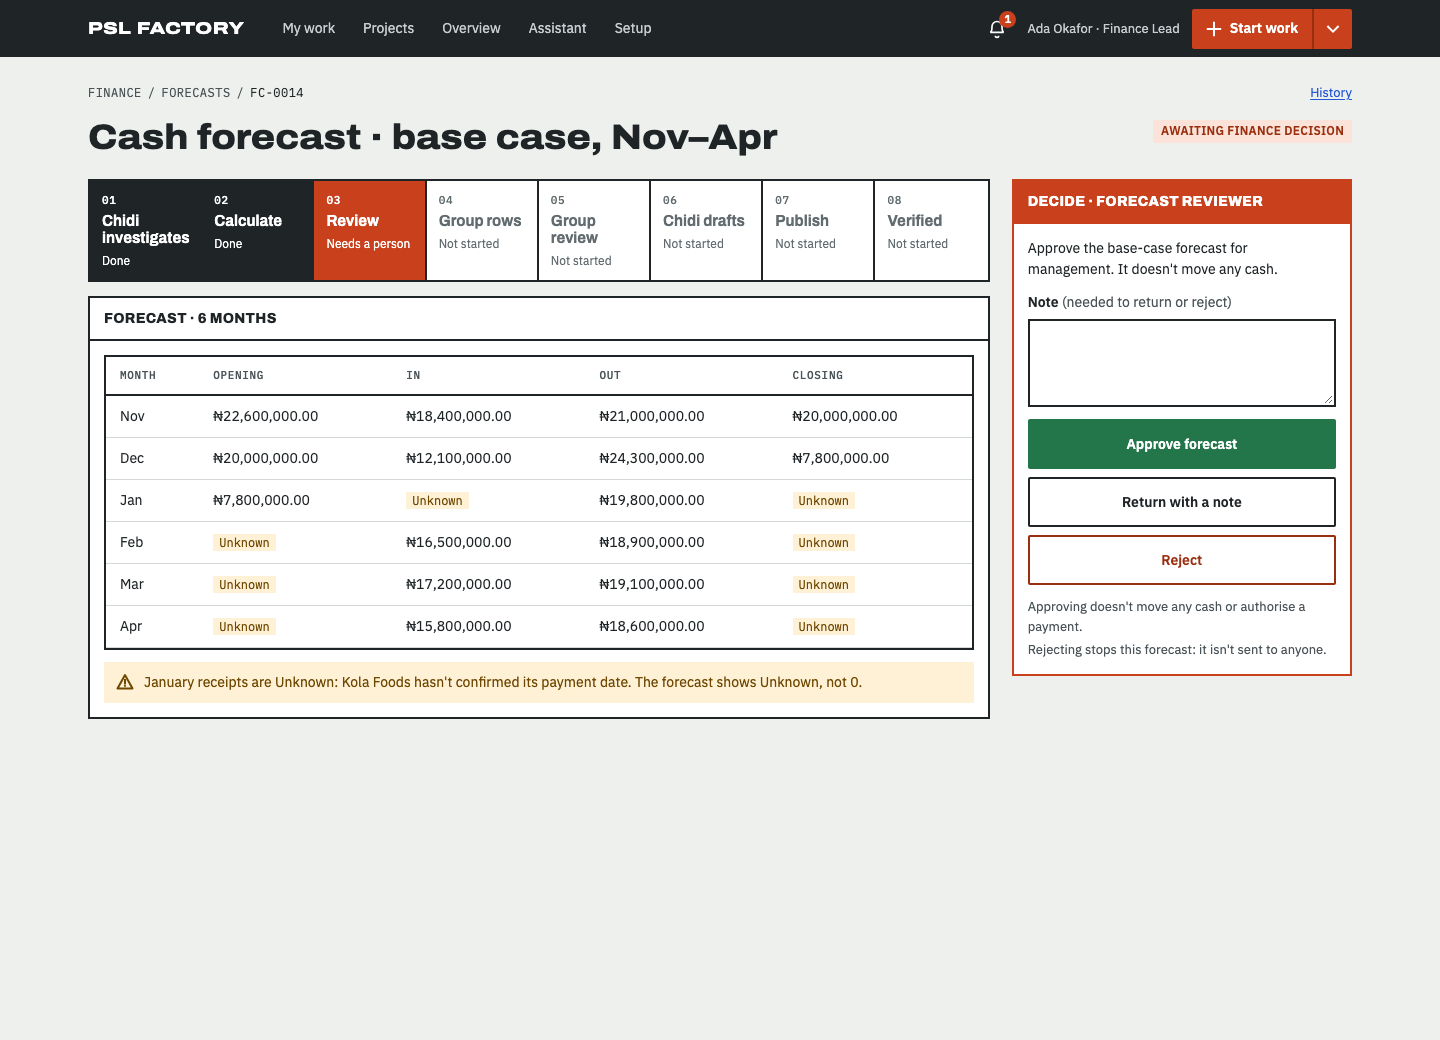 PSL FACTORY
My work
Projects
Overview
Assistant
Setup
1
Ada Okafor · Finance Lead
Start work
FINANCE / FORECASTS / FC-0014
History
Cash forecast · base case, Nov–Apr
AWAITING FINANCE DECISION
01
Chidi
investigates
Done
02
Calculate
Done
03
Review
Needs a person
04
Group rows
Not started
05
Group
review
Not started
06
Chidi drafts
Not started
07
Publish
Not started
08
Verified
Not started
FORECAST · 6 MONTHS
MONTH OPENING IN OUT CLOSING
Nov ₦22,600,000.00 ₦18,400,000.00 ₦21,000,000.00 ₦20,000,000.00
Dec ₦20,000,000.00 ₦12,100,000.00 ₦24,300,000.00 ₦7,800,000.00
Jan ₦7,800,000.00 Unknown ₦19,800,000.00 Unknown
Feb Unknown ₦16,500,000.00 ₦18,900,000.00 Unknown
Mar Unknown ₦17,200,000.00 ₦19,100,000.00 Unknown
Apr Unknown ₦15,800,000.00 ₦18,600,000.00 Unknown
January receipts are Unknown: Kola Foods hasn't confirmed its payment date. The forecast shows Unknown, not 0.
DECIDE · FORECAST REVIEWER
Approve the base-case forecast for
management. It doesn't move any cash.
Note (needed to return or reject)
Approve forecast
Return with a note
Reject
Approving doesn't move any cash or authorise a
payment.
Rejecting stops this forecast: it isn't sent to anyone.